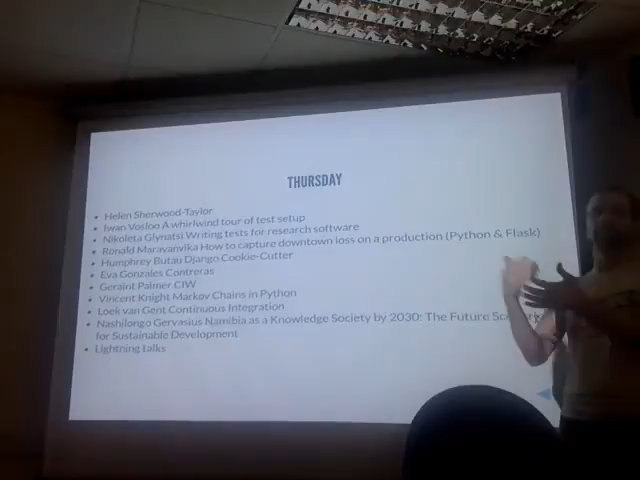 THURSDAY
Helen Sherwood-Taylor
Iwan Vosloo A whirlwind tour of test setup
Nikoleta Glynatsi Writing tests for research software
Ronald Maravanyika How to capture downtown loss on a production (Python & Flask)
Humphrey Butau Django Cookie-Cutter
Eva Gonzales Contreras
Geraint Palmer CIW
Vincent Knight Markov Chains in Python
Loek van Gent Continuous Integration
Nashilongo Gervasius Namibia as a Knowledge Society by 2030: The Future
for Sustainable Development
Lightning talks